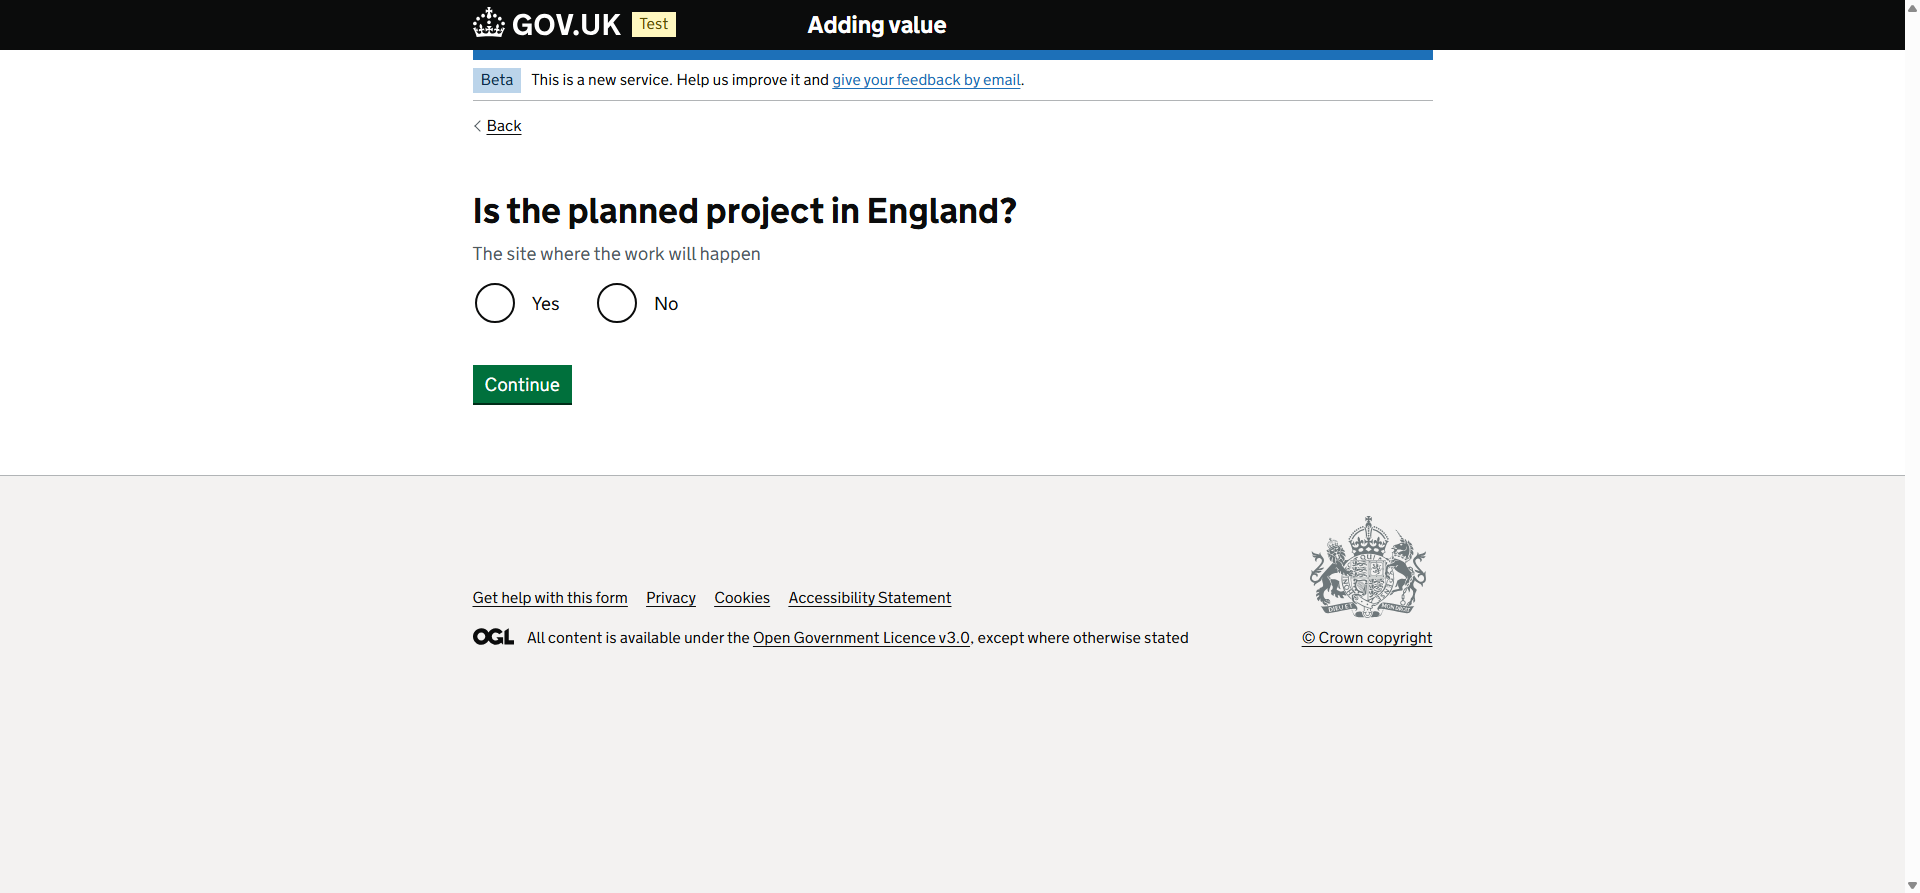 GOV.UK Test Adding value
Beta This is a new service. Help us improve it and give your feedback by email.
Back
Is the planned project in England?
The site where the work will happen
Yes No
Continue
Get help with this form Privacy Cookies Accessibility Statement
OGL All content is available under the Open Government Licence v3.0, except where otherwise stated
© Crown copyright